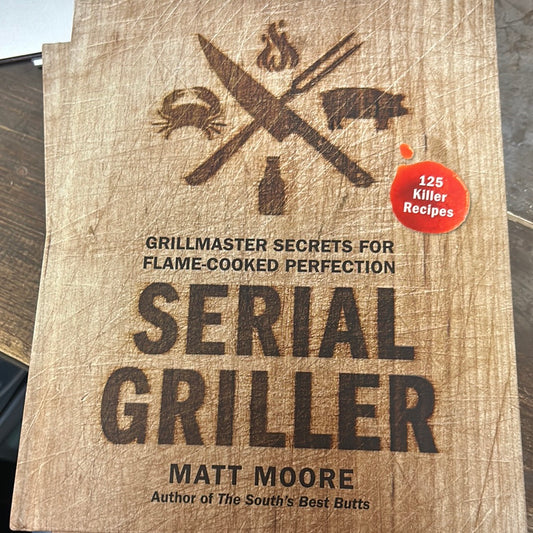 125
Killer
Recipes
GRILLMASTER SECRETS FOR
FLAME-COOKED PERFECTION
SERIAL
GRILLER
MATT MOORE
Author of The South's Best Butts